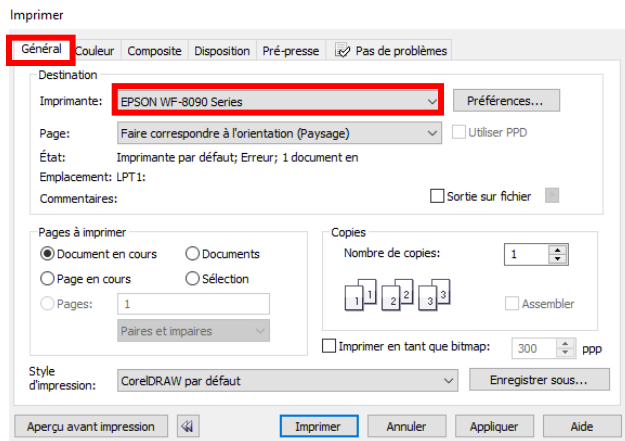 Imprimer
Général Couleur Composite Disposition Pré-presse Pas de problèmes
Destination
Imprimante: EPSON WF-8090 Series Préférences...
Page: Faire correspondre à l'orientation (Paysage) Utiliser PPD
État: Imprimante par défaut; Erreur; 1 document en
Emplacement: LPT1:
Commentaires: Sortie sur fichier
Pages à imprimer
Document en cours Documents
Page en cours Sélection
Pages: 1
Paires et impaires
Copies
Nombre de copies: 1
1 1 2 2 3 3
Assembler
Imprimer en tant que bitmap: 300 ppp
Style
d'impression: CorelDRAW par défaut Enregistrer sous...
Aperçu avant impression Imprimer Annuler Appliquer Aide